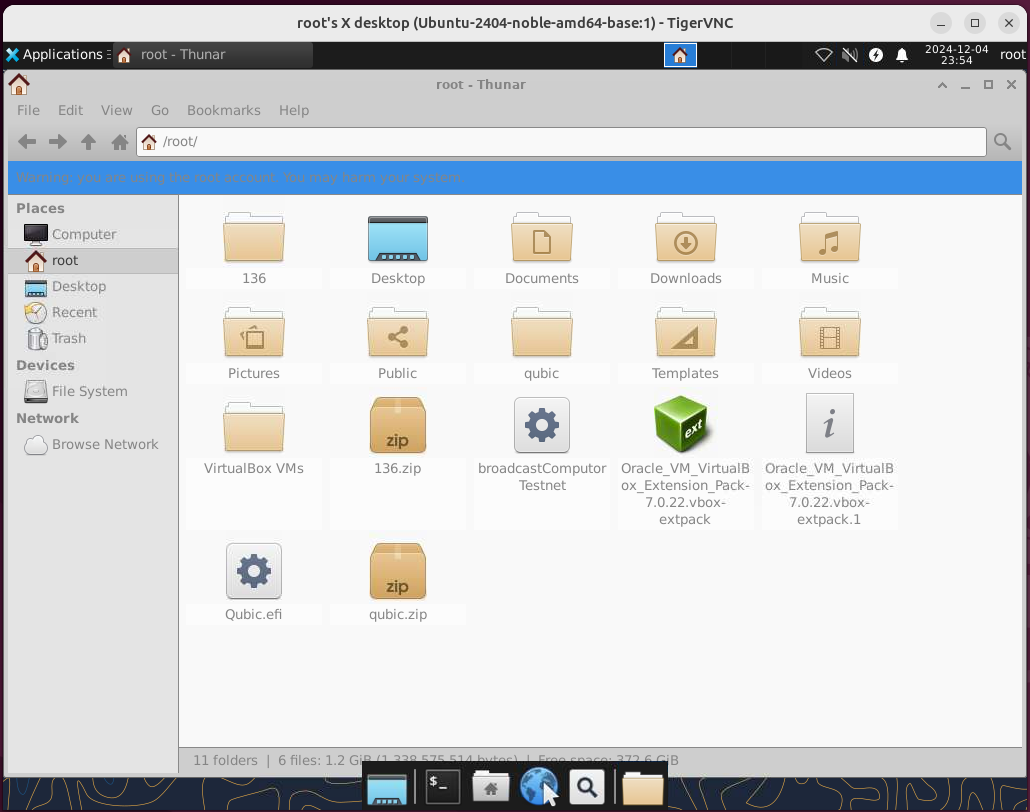 root's X desktop (Ubuntu-2404-noble-amd64-base:1) - TigerVNC
Applications
root - Thunar
2024-12-04
23:54
root
root - Thunar
File Edit View Go Bookmarks Help
/root/
Warning: you are using the root account. You may harm your system.
Places
Computer
root
Desktop
Recent
Trash
Devices
File System
Network
Browse Network
136
Desktop
Documents
Downloads
Music
Pictures
Public
qubic
Templates
Videos
VirtualBox VMs
zip
136.zip
broadcastComputor
Testnet
ext
Oracle_VM_VirtualB
ox_Extension_Pack-
7.0.22.vbox-
extpack
i
Oracle_VM_VirtualB
ox_Extension_Pack-
7.0.22.vbox-
extpack.1
Qubic.efi
zip
qubic.zip
11 folders | 6 files: 1.2 GiB (1,338,575,514 bytes) | Free space: 372.6 GiB
$_